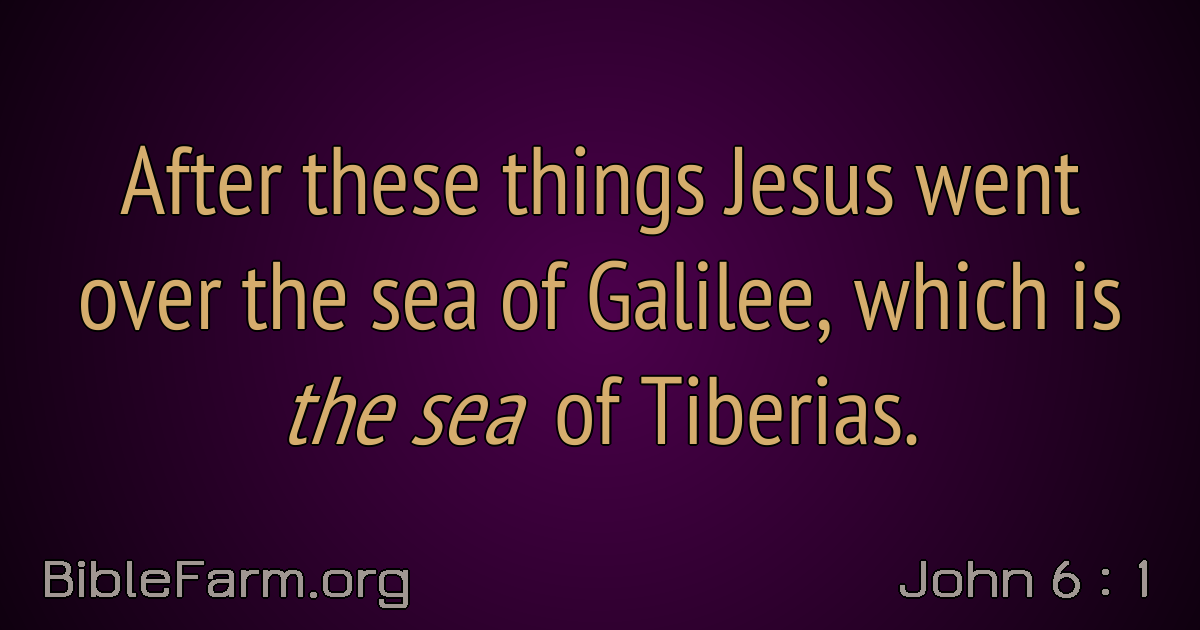 After these things Jesus went
over the sea of Galilee, which is
the sea of Tiberias.
BibleFarm.org
John 6 : 1